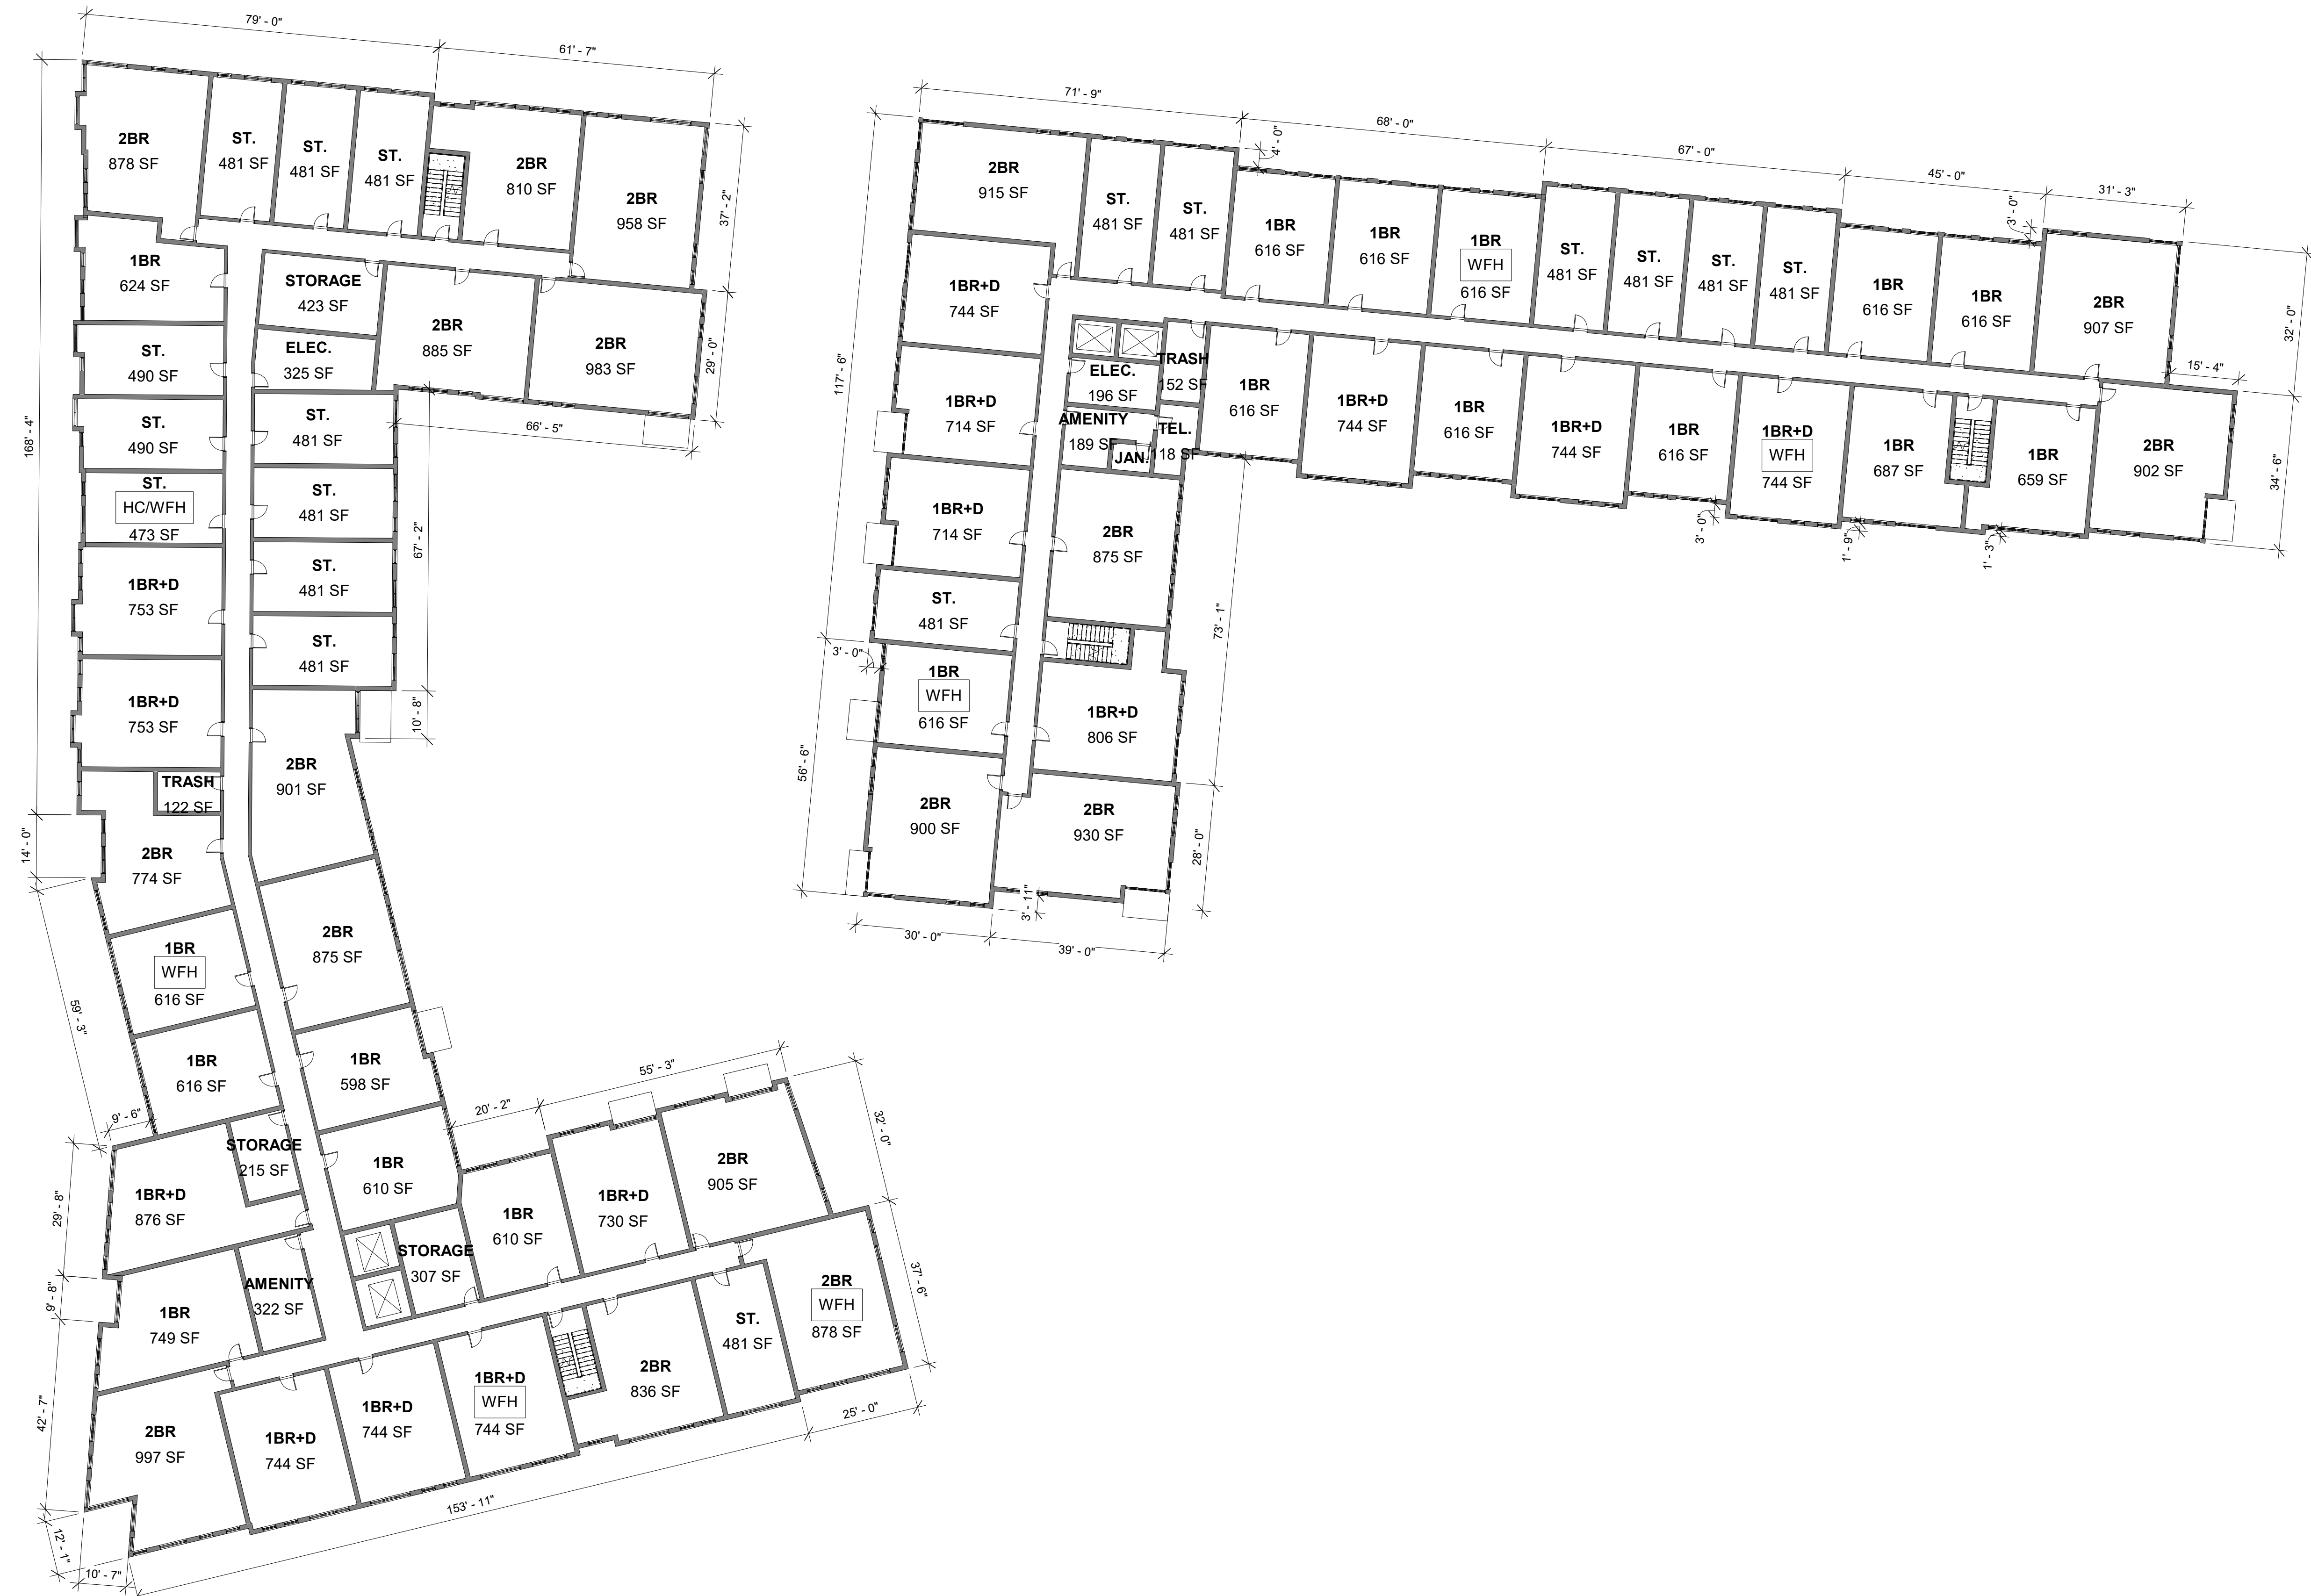 79' - 0"
61' - 7"
168' - 4"
2BR
878 SF
ST.
481 SF
ST.
481 SF
ST.
481 SF
2BR
810 SF
2BR
958 SF
37' - 2"
1BR
624 SF
STORAGE
423 SF
ELEC.
325 SF
2BR
885 SF
2BR
983 SF
29' - 0"
66' - 5"
ST.
490 SF
ST.
490 SF
ST.
HC/WFH
473 SF
ST.
481 SF
ST.
481 SF
ST.
481 SF
ST.
481 SF
67' - 2"
10' - 8"
1BR+D
753 SF
1BR+D
753 SF
TRASH
122 SF
2BR
901 SF
14' - 0"
2BR
774 SF
59' - 3"
1BR
WFH
616 SF
2BR
875 SF
1BR
616 SF
1BR
598 SF
9' - 6"
STORAGE
215 SF
1BR
610 SF
20' - 2"
55' - 3"
32' - 0"
29' - 8"
1BR+D
876 SF
1BR
610 SF
1BR+D
730 SF
2BR
905 SF
STORAGE
307 SF
9' - 8"
AMENITY
322 SF
1BR
749 SF
37' - 6"
2BR
WFH
878 SF
ST.
481 SF
2BR
836 SF
1BR+D
WFH
744 SF
1BR+D
744 SF
1BR+D
744 SF
42' - 7"
2BR
997 SF
25' - 0"
153' - 11"
12' - 1"
10' - 7"
71' - 9"
68' - 0"
67' - 0"
45' - 0"
31' - 3"
4' - 0"
3' - 0"
117' - 6"
2BR
915 SF
ST.
481 SF
ST.
481 SF
1BR
616 SF
1BR
616 SF
1BR
WFH
616 SF
ST.
481 SF
ST.
481 SF
ST.
481 SF
ST.
481 SF
1BR
616 SF
1BR
616 SF
2BR
907 SF
32' - 0"
15' - 4"
1BR+D
744 SF
TRASH
152 SF
ELEC.
196 SF
AMENITY
189 SF
TEL.
118 SF
JAN.
1BR
616 SF
1BR+D
744 SF
1BR
616 SF
1BR+D
744 SF
1BR
616 SF
1BR+D
WFH
744 SF
1BR
687 SF
1BR
659 SF
2BR
902 SF
34' - 6"
3' - 0"
1' - 9"
1' - 3"
1BR+D
714 SF
1BR+D
714 SF
2BR
875 SF
ST.
481 SF
73' - 1"
3' - 0"
1BR
WFH
616 SF
1BR+D
806 SF
56' - 6"
2BR
900 SF
2BR
930 SF
28' - 0"
3' - 11"
30' - 0"
39' - 0"